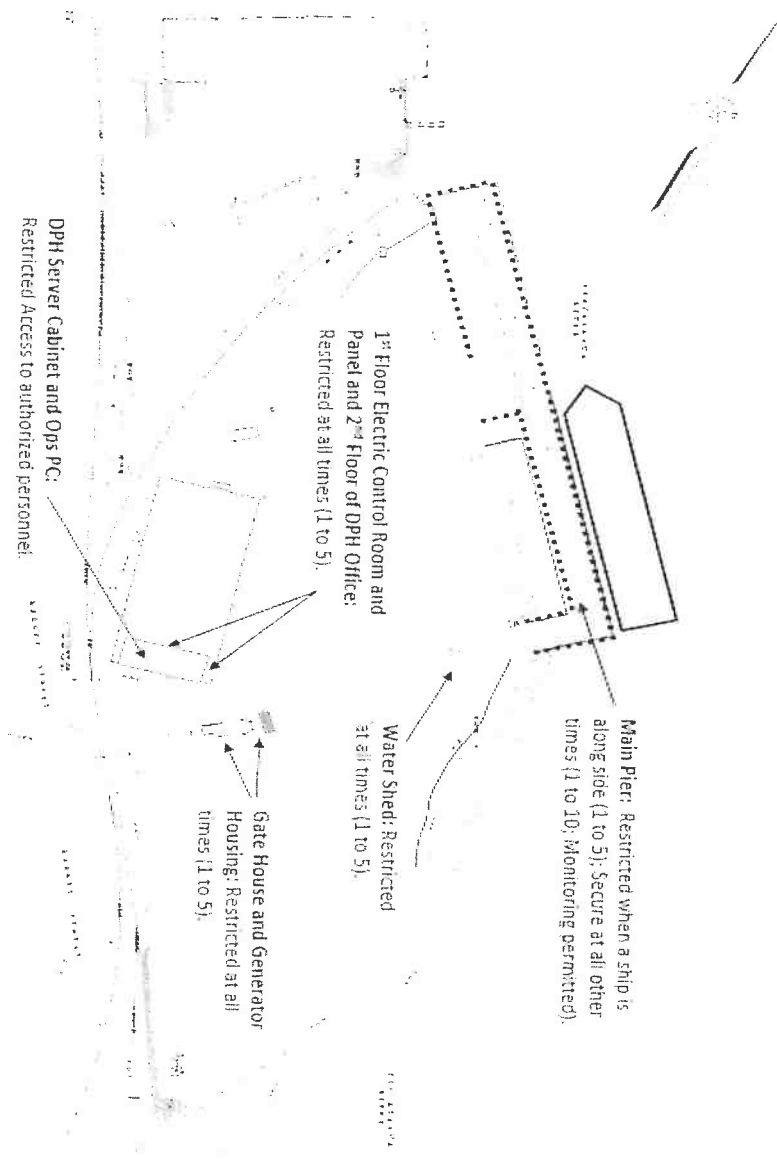 Main Pier: Restricted when a ship is
along side (1 to 5); Secure at all other
times (1 to 10; Monitoring permitted).
Water Shed: Restricted
at all times (1 to 5).
1st Floor Electric Control Room and
Panel and 2nd Floor of DPH Office:
Restricted at all times (1 to 5).
Gate House and Generator
Housing: Restricted at all
times (1 to 5).
DPH Server Cabinet and Ops PC:
Restricted Access to authorized personnel.